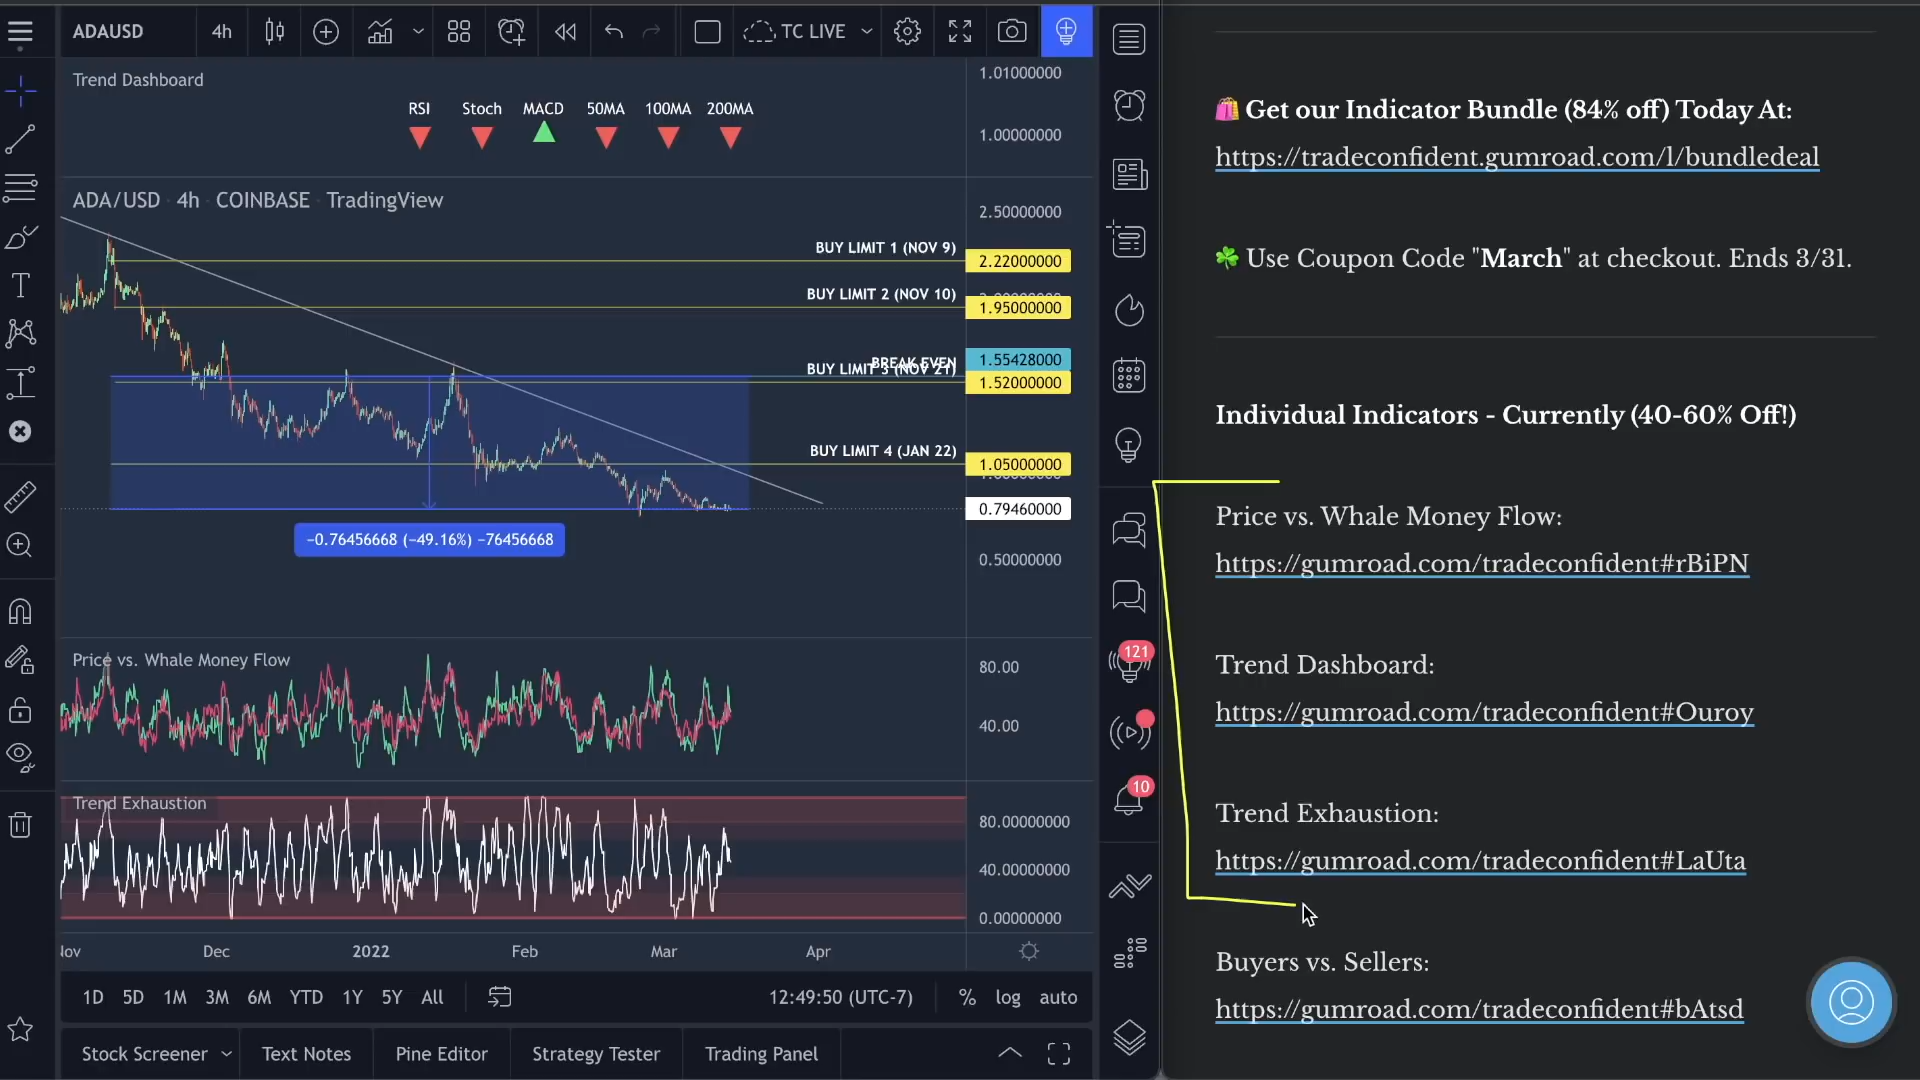 ADAUSD
4h
TC LIVE
Trend Dashboard
RSI
Stoch
MACD
50MA
100MA
200MA
1.01000000
1.00000000
ADA/USD · 4h · COINBASE · TradingView
2.50000000
BUY LIMIT 1 (NOV 9)
2.22000000
BUY LIMIT 2 (NOV 10)
1.95000000
BREAK EVEN
1.55428000
BUY LIMIT 3 (NOV 21)
1.52000000
BUY LIMIT 4 (JAN 22)
1.05000000
0.79460000
−0.76456668 (−49.16%) −76456668
0.50000000
Price vs. Whale Money Flow
80.00
40.00
Trend Exhaustion
80.00000000
40.00000000
0.00000000
Nov
Dec
2022
Feb
Mar
Apr
1D
5D
1M
3M
6M
YTD
1Y
5Y
All
12:49:50 (UTC-7)
%
log
auto
Stock Screener
Text Notes
Pine Editor
Strategy Tester
Trading Panel
121
10
🛍️ Get our Indicator Bundle (84% off) Today At:
https://tradeconfident.gumroad.com/l/bundledeal
☘️ Use Coupon Code "March" at checkout. Ends 3/31.
Individual Indicators - Currently (40-60% Off!)
Price vs. Whale Money Flow:
https://gumroad.com/tradeconfident#rBiPN
Trend Dashboard:
https://gumroad.com/tradeconfident#Ouroy
Trend Exhaustion:
https://gumroad.com/tradeconfident#LaUta
Buyers vs. Sellers:
https://gumroad.com/tradeconfident#bAtsd